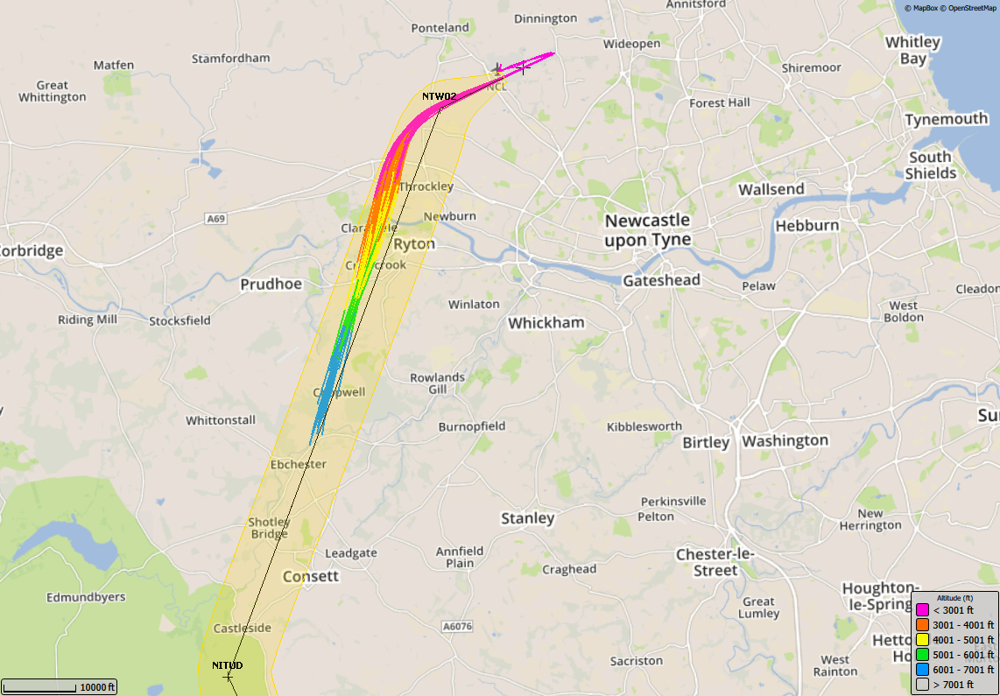 © MapBox © OpenStreetMap
Annitsford
Dinnington
Ponteland
Wideopen
Whitley
Bay
Stamfordham
Matfen
Shiremoor
Great
Whittington
NCL
NTW02
Forest Hall
Tynemouth
South
Shields
Throckley
Wallsend
A69
Newburn
Newcastle
upon Tyne
Hebburn
Ryton
Prudhoe
Gateshead
Pelaw
Winlaton
West
Boldon
Riding Mill
Stocksfield
Whickham
Rowlands
Gill
Whittonstall
Burnopfield
Kibblesworth
Birtley
Washington
Ebchester
Perkinsville
Pelton
Stanley
New
Herrington
Shotley
Bridge
Leadgate
Annfield
Plain
Chester-le-
Street
Craghead
Consett
Houghton-
le-Spring
Edmundbyers
Great
Lumley
Castleside
A6076
NITUD
Sacriston
West
Rainton
10000 ft
Altitude (ft)
< 3001 ft
3001 - 4001 ft
4001 - 5001 ft
5001 - 6001 ft
6001 - 7001 ft
> 7001 ft